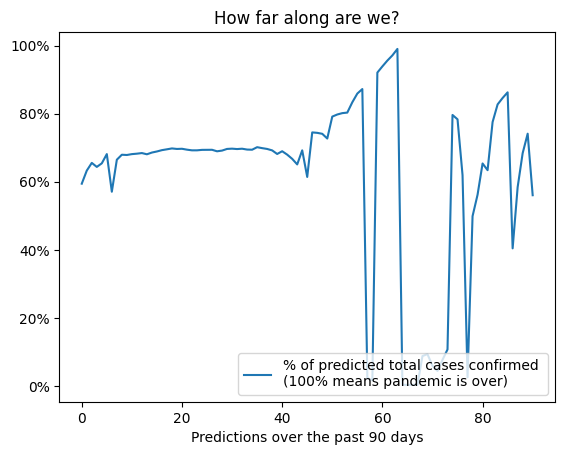 How far along are we?
100%
80%
60%
40%
20%
0%
% of predicted total cases confirmed
(100% means pandemic is over)
0 20 40 60 80
Predictions over the past 90 days